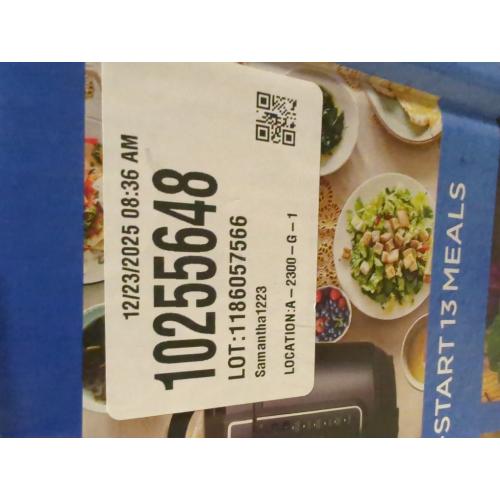 12/23/2025 08:36 AM
10255648
LOT:1186057566
Samantha1223
LOCATION:A-2300-G-1
-START 13 MEALS